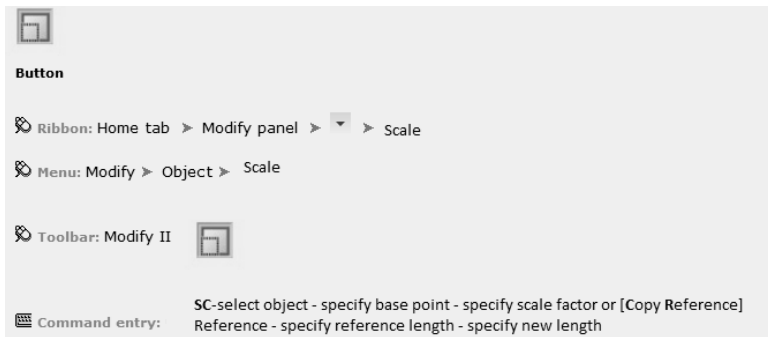 Button
Ribbon: Home tab ➤ Modify panel ➤ ➤ Scale
Menu: Modify ➤ Object ➤ Scale
Toolbar: Modify II
SC-select object - specify base point - specify scale factor or [Copy Reference]
Command entry: Reference - specify reference length - specify new length